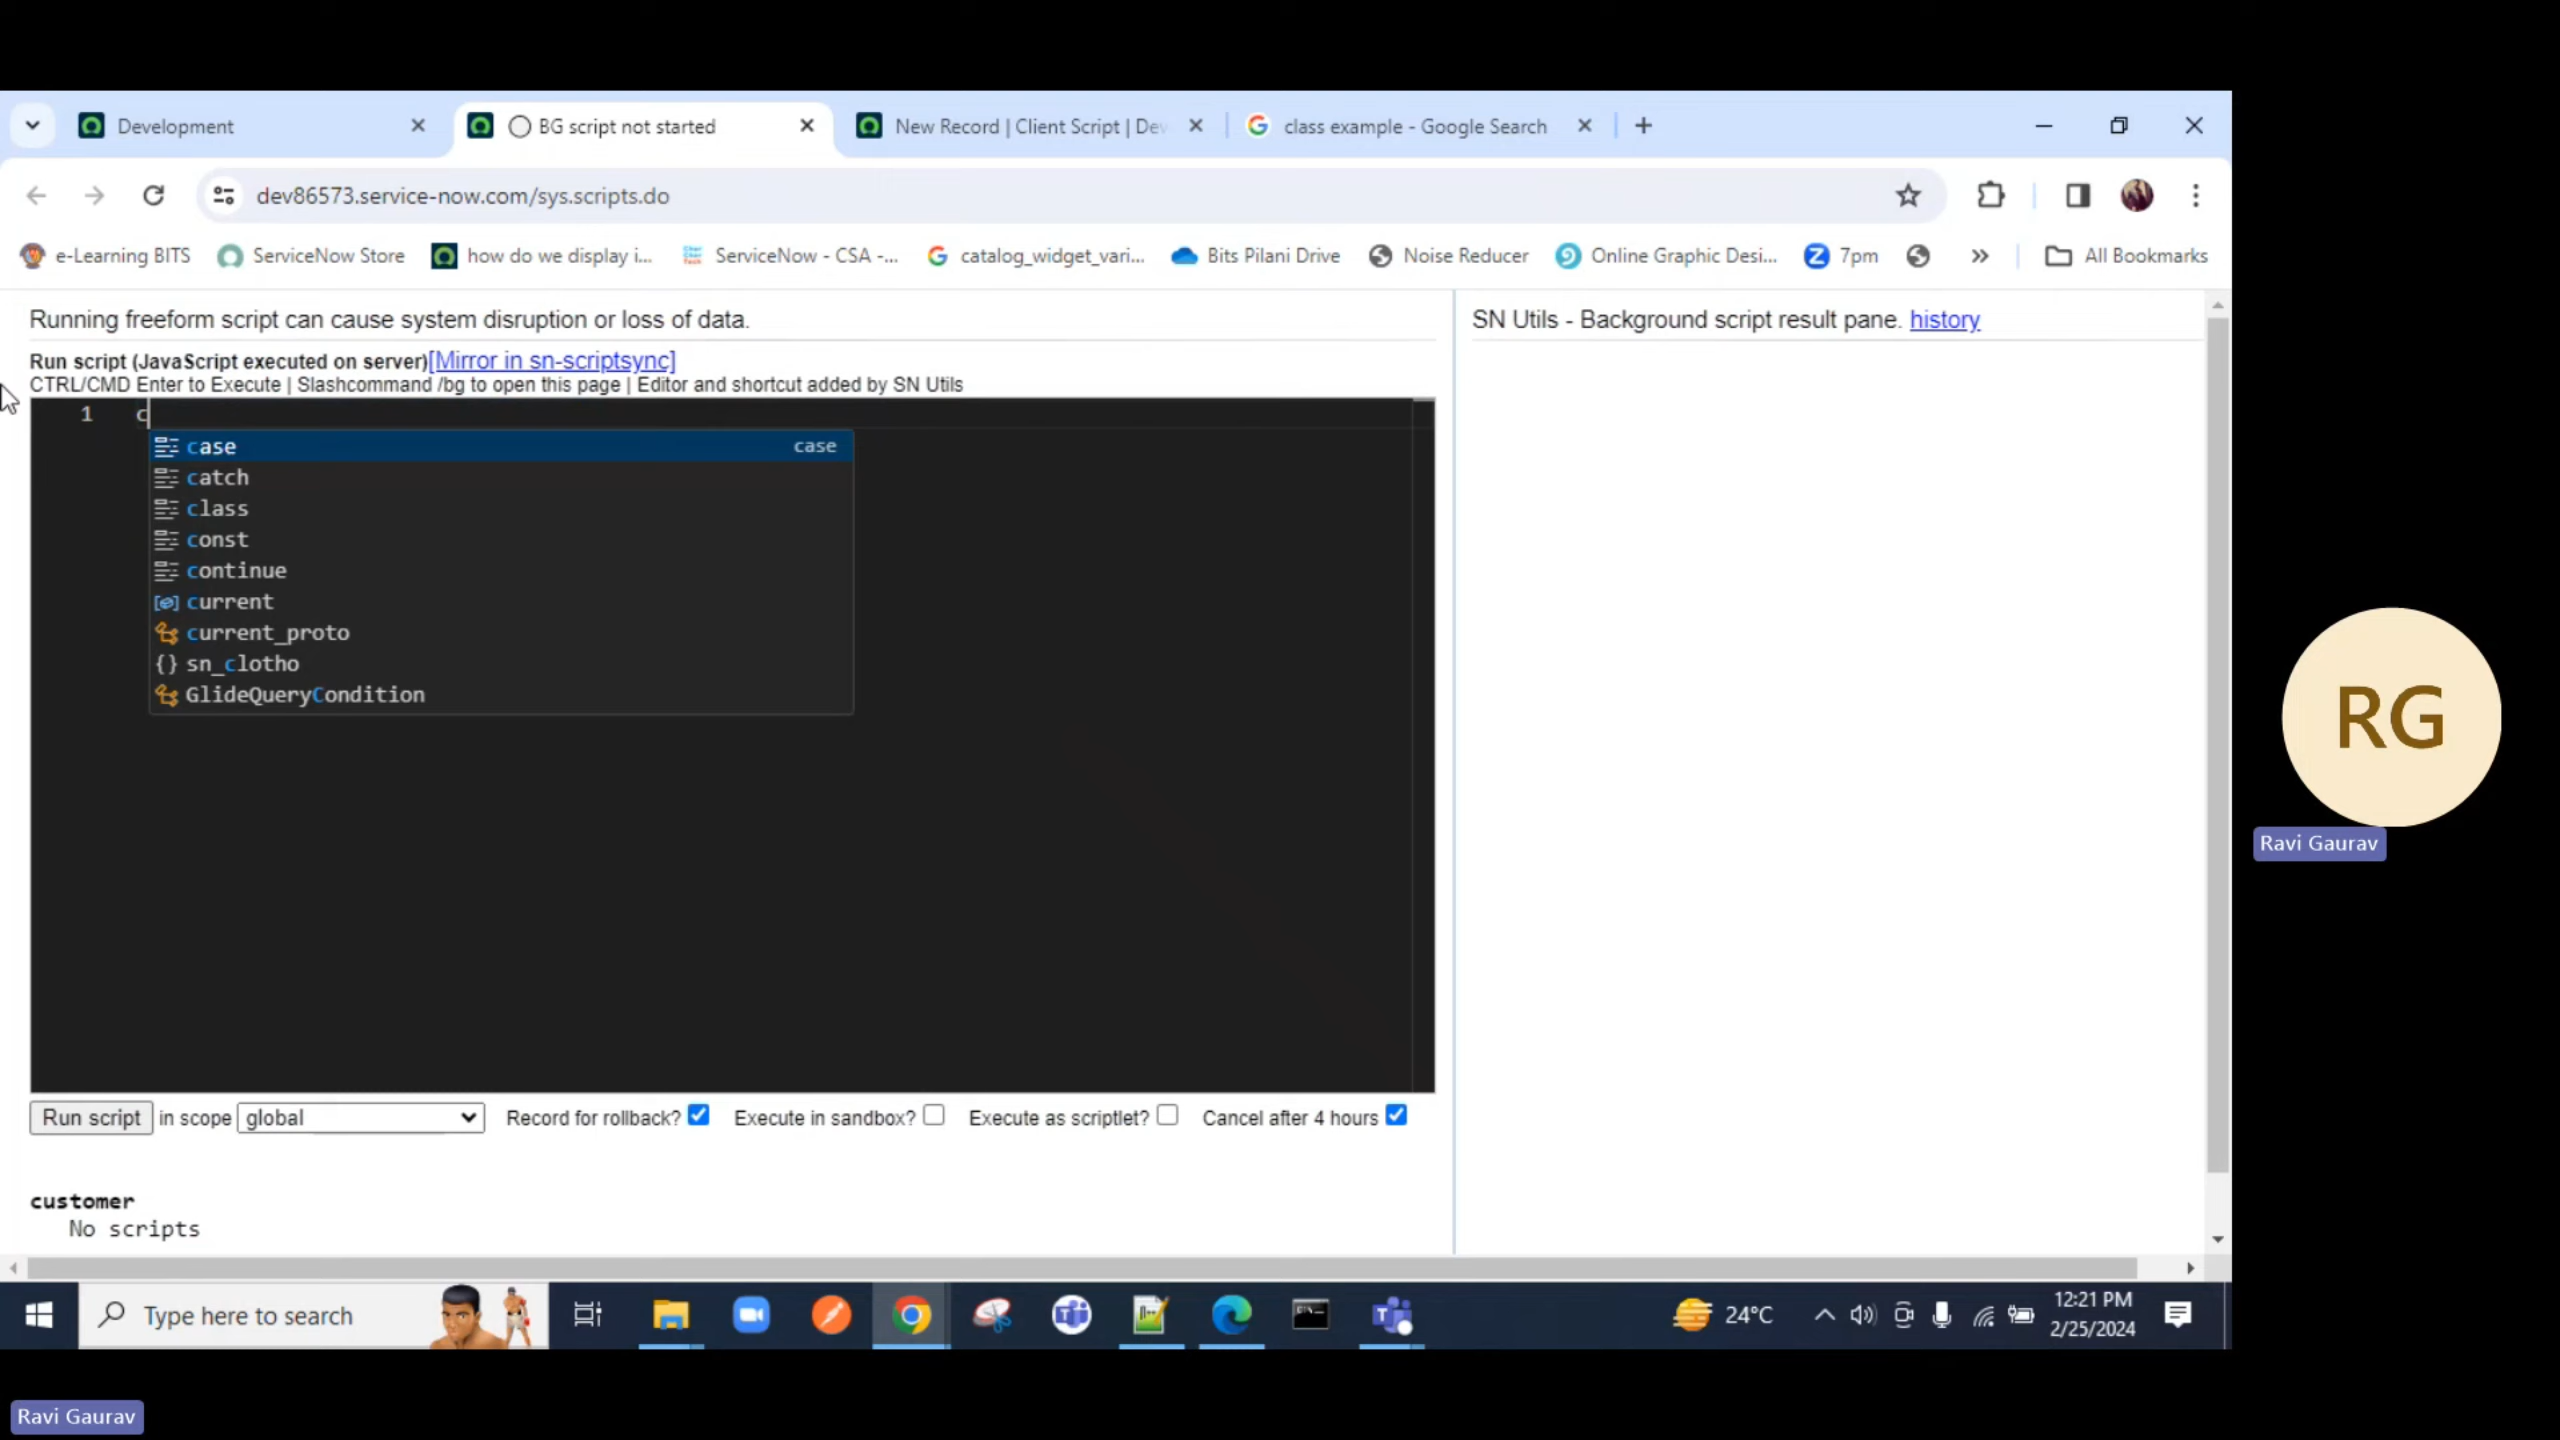 Development
BG script not started
New Record | Client Script | Dev
class example - Google Search
dev86573.service-now.com/sys.scripts.do
e-Learning BITS
ServiceNow Store
how do we display i...
ServiceNow - CSA -...
catalog_widget_vari...
Bits Pilani Drive
Noise Reducer
Online Graphic Desi...
7pm
All Bookmarks
Running freeform script can cause system disruption or loss of data.
SN Utils - Background script result pane. history
Run script (JavaScript executed on server)[Mirror in sn-scriptsync]
CTRL/CMD Enter to Execute | Slashcommand /bg to open this page | Editor and shortcut added by SN Utils
1 c
case case
catch
class
const
continue
current
current_proto
sn_clotho
GlideQueryCondition
RG
Ravi Gaurav
Run script in scope global Record for rollback? Execute in sandbox? Execute as scriptlet? Cancel after 4 hours
customer
No scripts
Type here to search
24°C
12:21 PM
2/25/2024
Ravi Gaurav